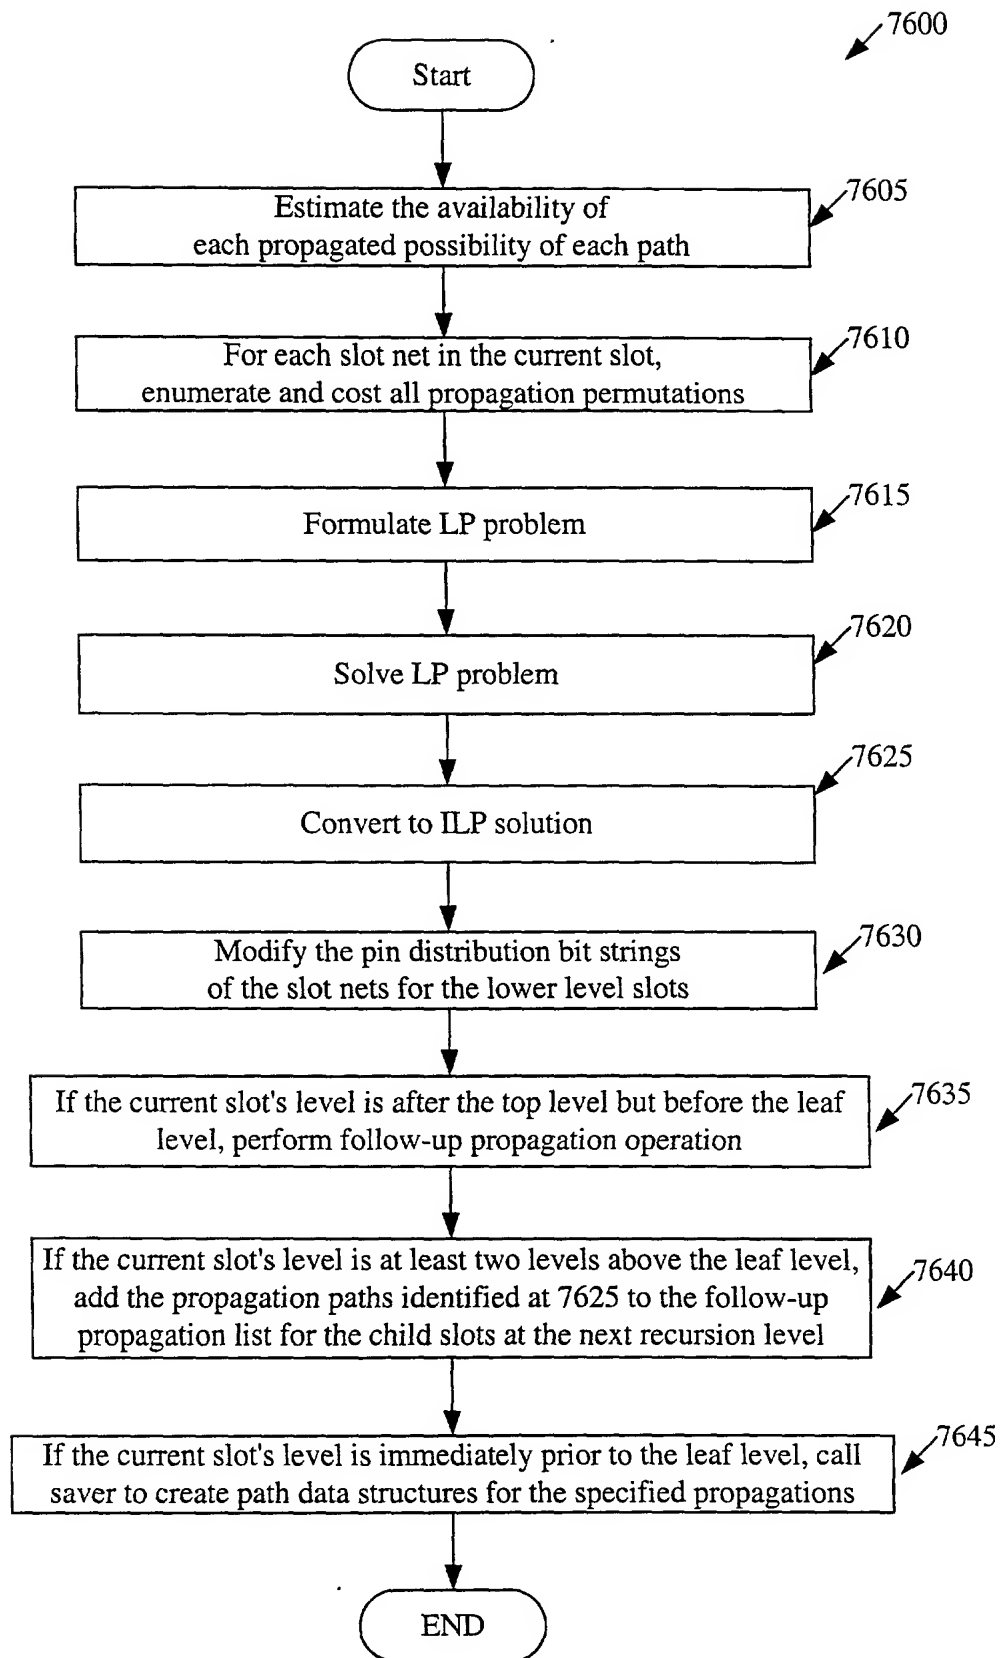 7600
Start
7605
Estimate the availability of
each propagated possibility of each path
7610
For each slot net in the current slot,
enumerate and cost all propagation permutations
7615
Formulate LP problem
7620
Solve LP problem
7625
Convert to ILP solution
7630
Modify the pin distribution bit strings
of the slot nets for the lower level slots
7635
If the current slot's level is after the top level but before the leaf
level, perform follow-up propagation operation
7640
If the current slot's level is at least two levels above the leaf level,
add the propagation paths identified at 7625 to the follow-up
propagation list for the child slots at the next recursion level
7645
If the current slot's level is immediately prior to the leaf level, call
saver to create path data structures for the specified propagations
END